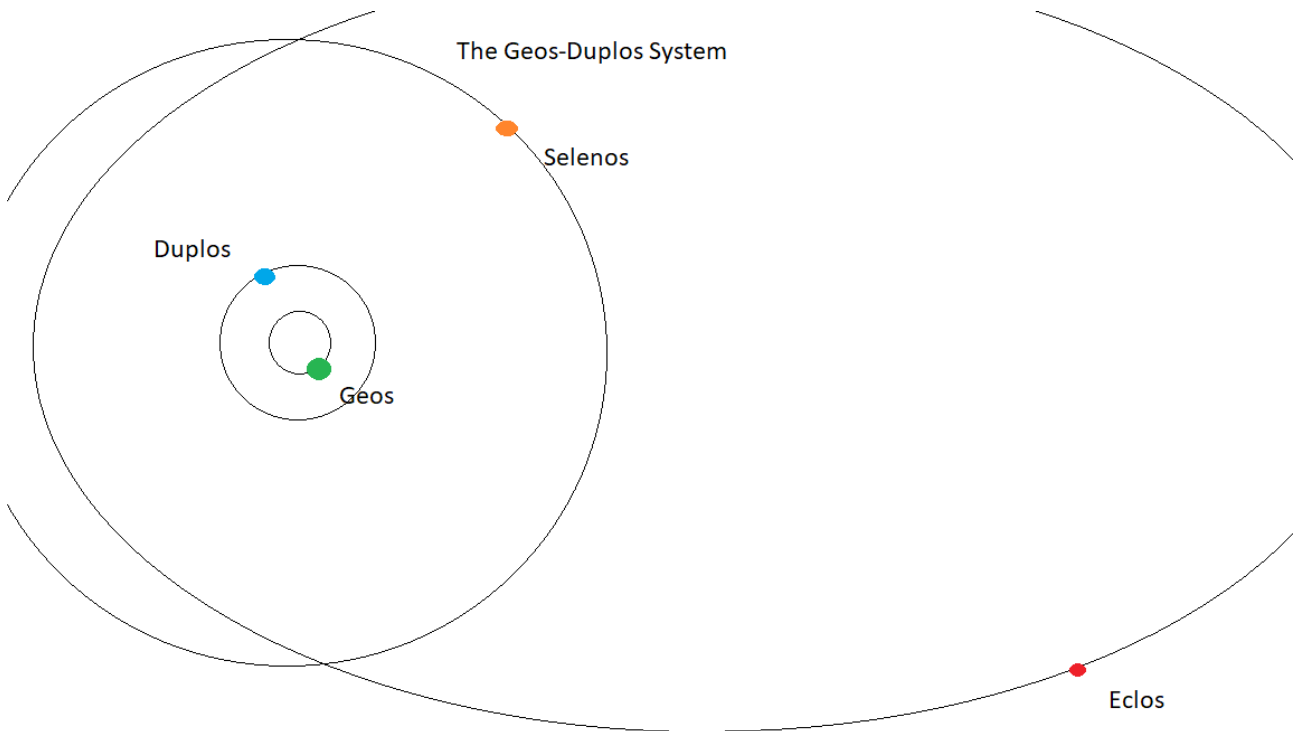 The Geos-Duplos System
Selenos
Duplos
Geos
Eclos